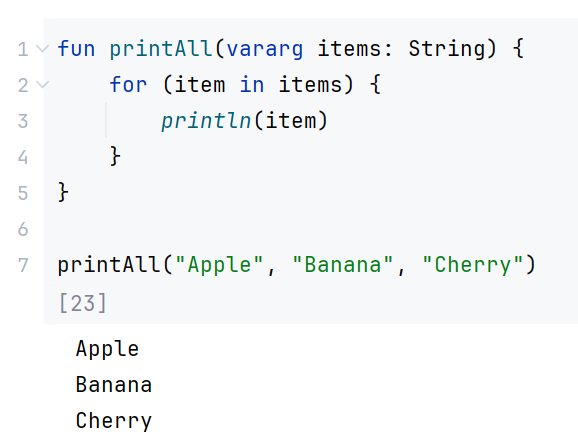 1 fun printAll(vararg items: String) {
2     for (item in items) {
3         println(item)
4     }
5 }
6
7 printAll("Apple", "Banana", "Cherry")
[23]
Apple
Banana
Cherry